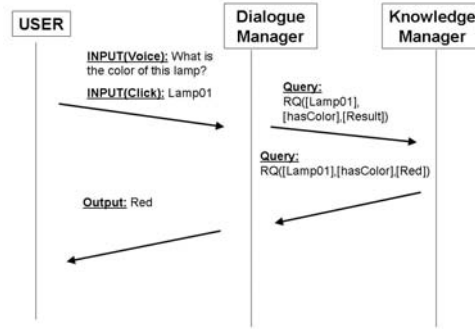 USER
Dialogue
Manager
Knowledge
Manager
INPUT(Voice): What is
the color of this lamp?
INPUT(Click): Lamp01
Query:
RQ([Lamp01],
[hasColor],[Result])
Query:
RQ([Lamp01],[hasColor],[Red])
Output: Red